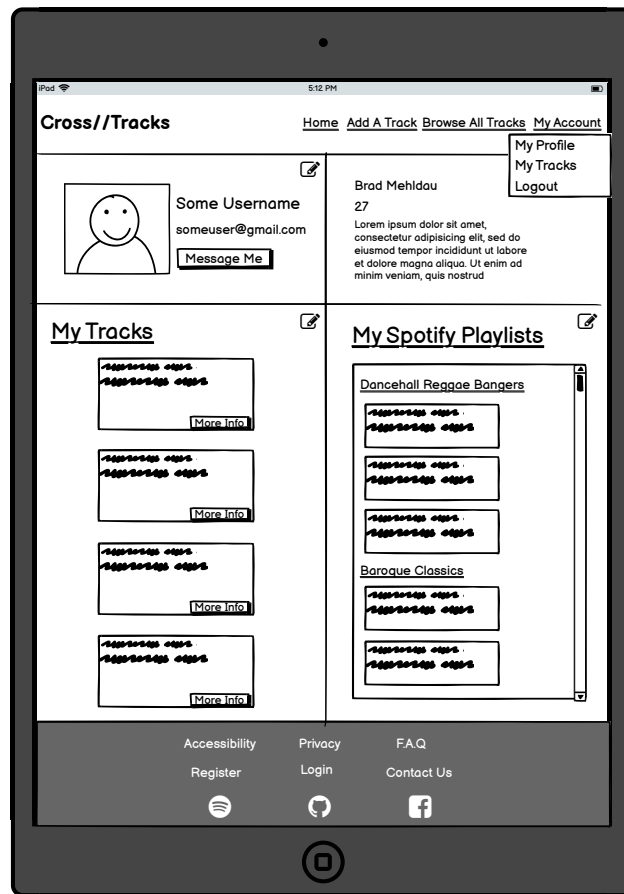 iPad
5:12 PM
Cross//Tracks
Home Add A Track Browse All Tracks My Account
My Profile
My Tracks
Logout
Some Username
someuser@gmail.com
Message Me
Brad Mehldau
27
Lorem ipsum dolor sit amet,
consectetur adipisicing elit, sed do
eiusmod tempor incididunt ut labore
et dolore magna aliqua. Ut enim ad
minim veniam, quis nostrud
My Tracks
More Info
More Info
More Info
More Info
My Spotify Playlists
Dancehall Reggae Bangers
Baroque Classics
Accessibility Privacy F.A.Q
Register Login Contact Us